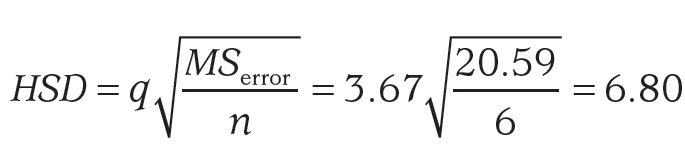 HSD = q√(MS_error / n) = 3.67√(20.59 / 6) = 6.80